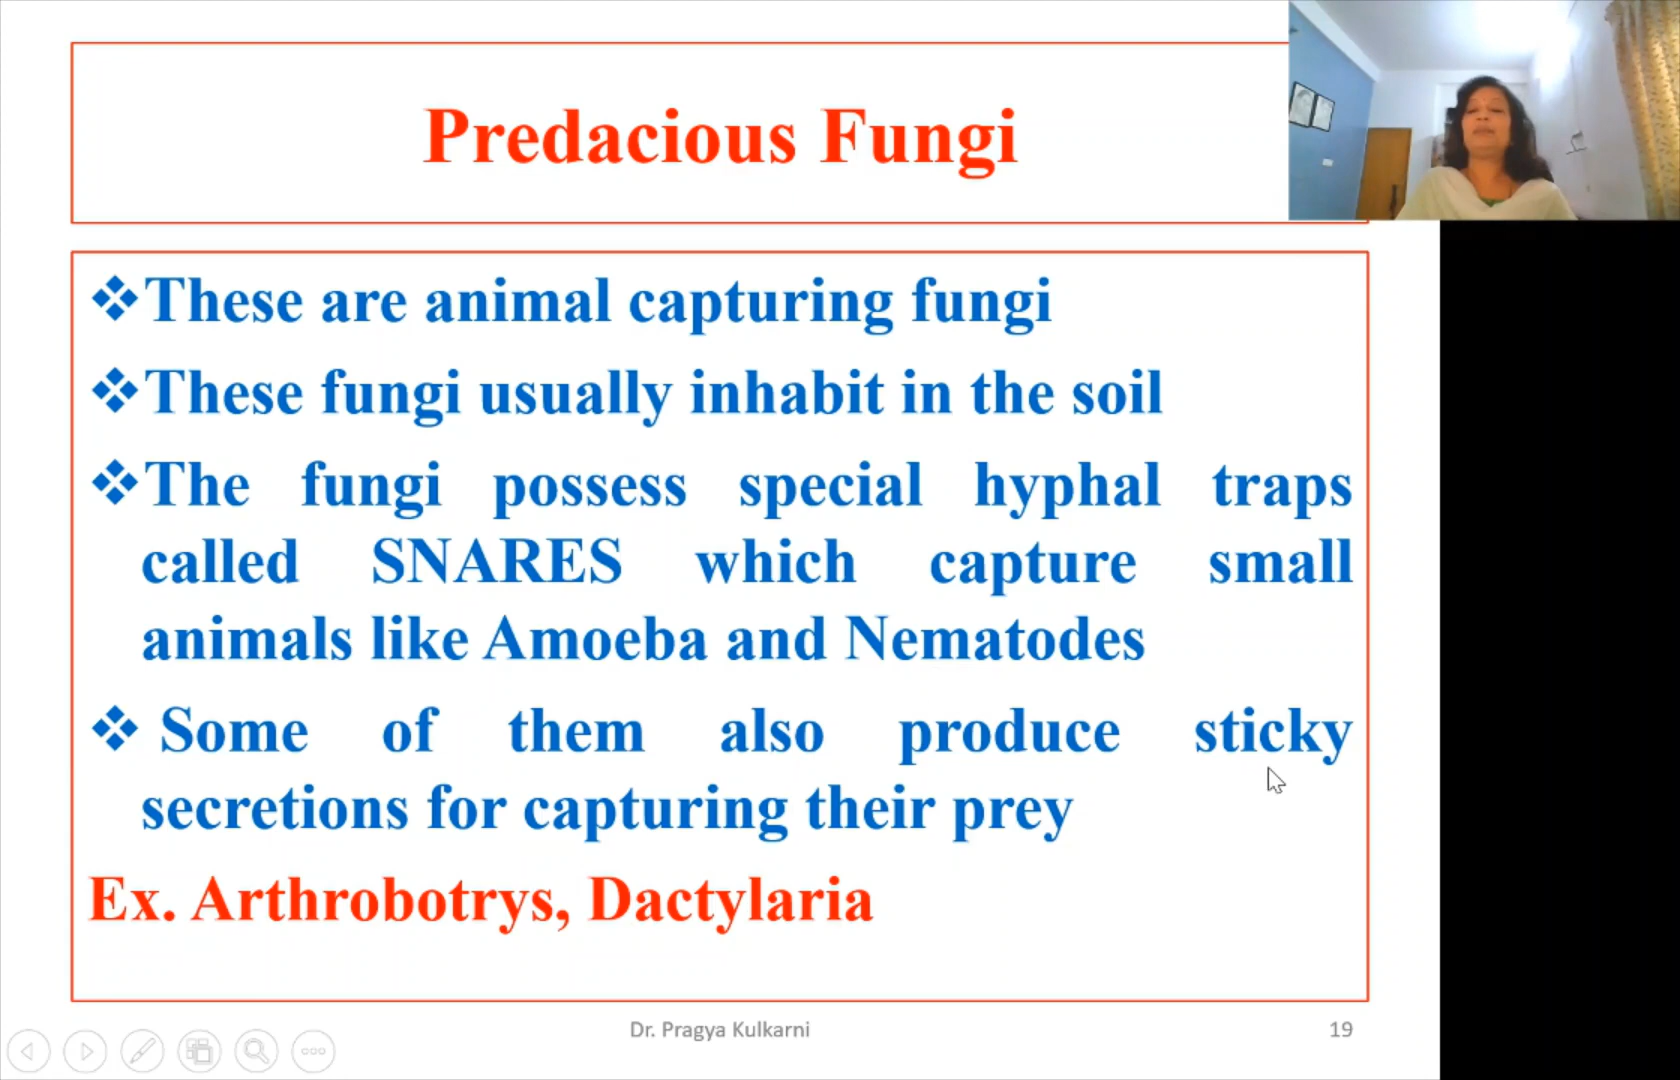 Predacious Fungi
❖These are animal capturing fungi
❖These fungi usually inhabit in the soil
❖The fungi possess special hyphal traps
called SNARES which capture small
animals like Amoeba and Nematodes
❖ Some of them also produce sticky
secretions for capturing their prey
Ex. Arthrobotrys, Dactylaria
Dr. Pragya Kulkarni
19